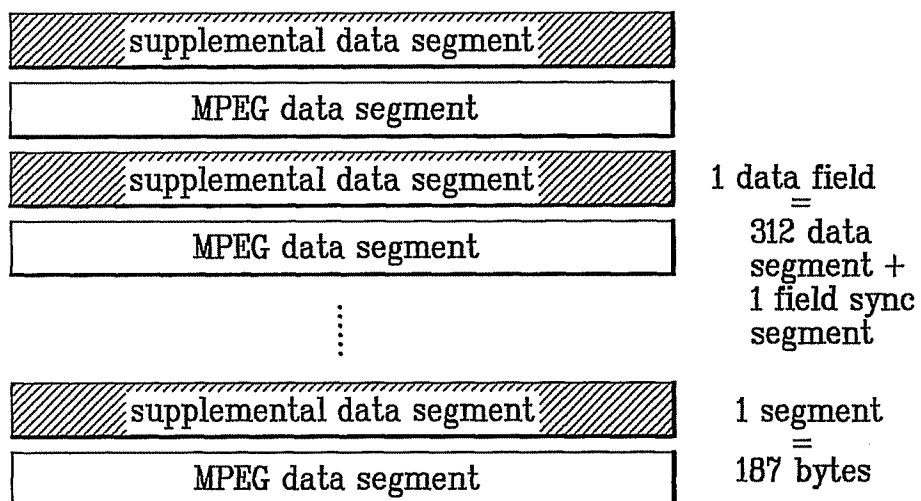 supplemental data segment
MPEG data segment
supplemental data segment
MPEG data segment
supplemental data segment
MPEG data segment
1 data field
=
312 data
segment +
1 field sync
segment
1 segment
=
187 bytes